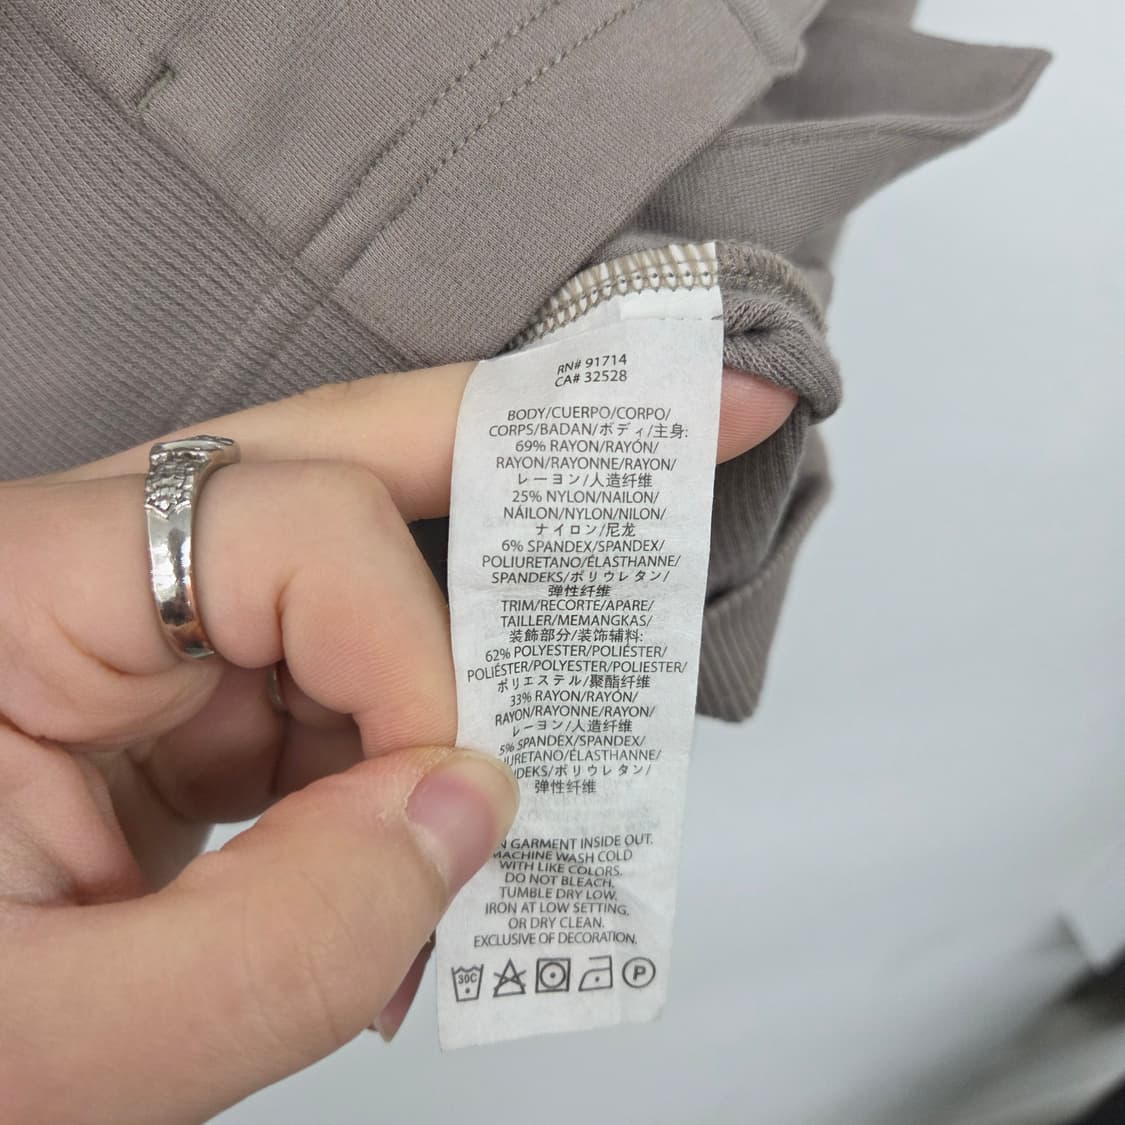 RN# 91714
CA# 32528
BODY/CUERPO/CORPO/
CORPS/BADAN/ボディ/主身:
69% RAYON/RAYÓN/
RAYON/RAYONNE/RAYON/
レーヨン/人造纤维
25% NYLON/NAILON/
NÁILON/NYLON/NILON/
ナイロン/尼龙
6% SPANDEX/SPANDEX/
POLIURETANO/ÉLASTHANNE/
SPANDEKS/ポリウレタン/
弹性纤维
TRIM/RECORTE/APARE/
TAILLER/MEMANGKAS/
装飾部分/装饰辅料:
62% POLYESTER/POLIÉSTER/
POLIÉSTER/POLYESTER/POLIESTER/
ポリエステル/聚酯纤维
33% RAYON/RAYÓN/
RAYON/RAYONNE/RAYON/
レーヨン/人造纤维
5% SPANDEX/SPANDEX/
URETANO/ÉLASTHANNE/
DEKS/ポリウレタン/
弹性纤维
N GARMENT INSIDE OUT.
MACHINE WASH COLD
WITH LIKE COLORS.
DO NOT BLEACH.
TUMBLE DRY LOW.
IRON AT LOW SETTING.
OR DRY CLEAN.
EXCLUSIVE OF DECORATION.
30C P